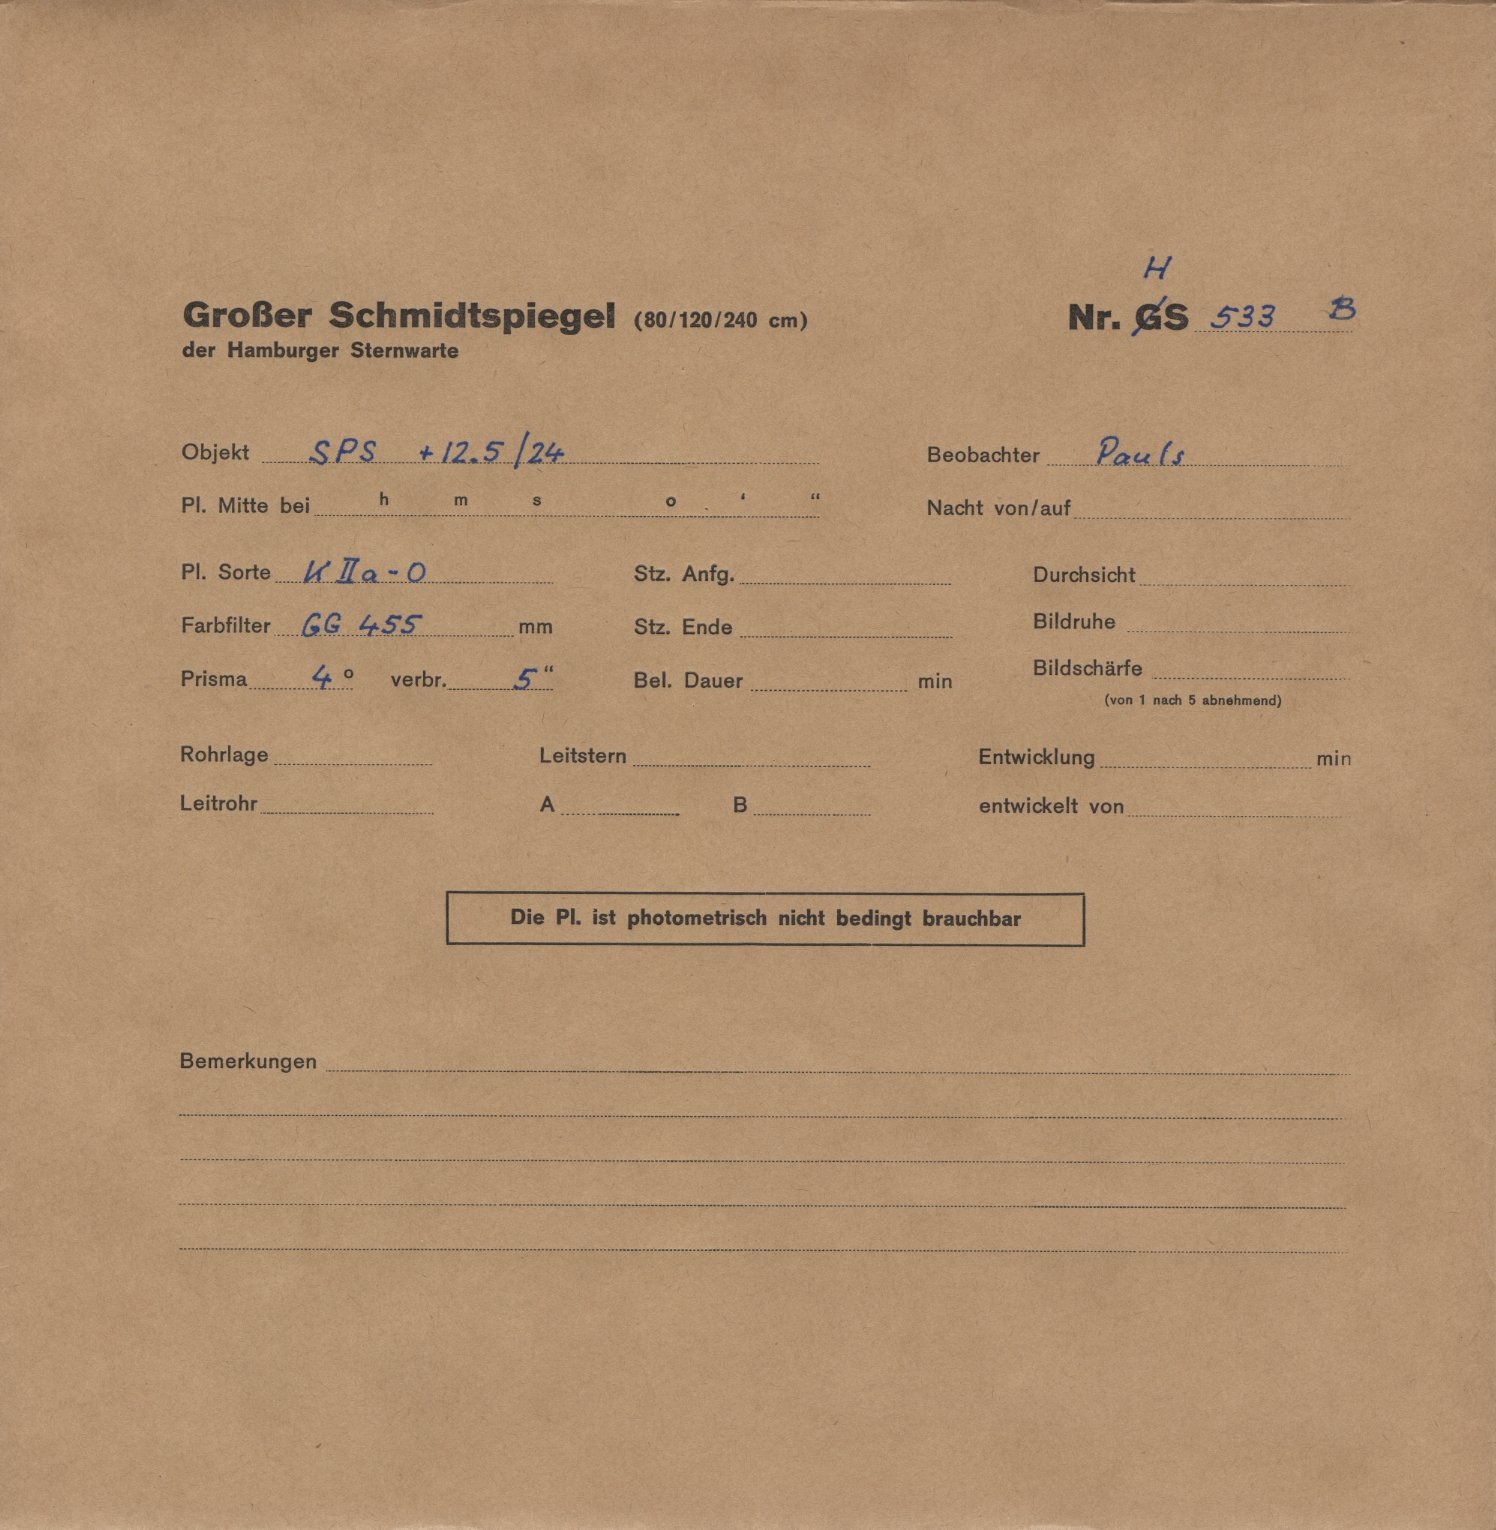 H
Großer Schmidtspiegel (80/120/240 cm) Nr. GS 533 B
der Hamburger Sternwarte
Objekt SPS +12.5/24 Beobachter Pauls
Pl. Mitte bei h m s o ‘ “ Nacht von/auf
Pl. Sorte K II a - O Stz. Anfg. Durchsicht
Farbfilter GG 455 mm Stz. Ende Bildruhe
Prisma 4 o verbr. 5 “ Bel. Dauer min Bildschärfe
(von 1 nach 5 abnehmend)
Rohrlage Leitstern Entwicklung min
Leitrohr A B entwickelt von
Die Pl. ist photometrisch nicht bedingt brauchbar
Bemerkungen